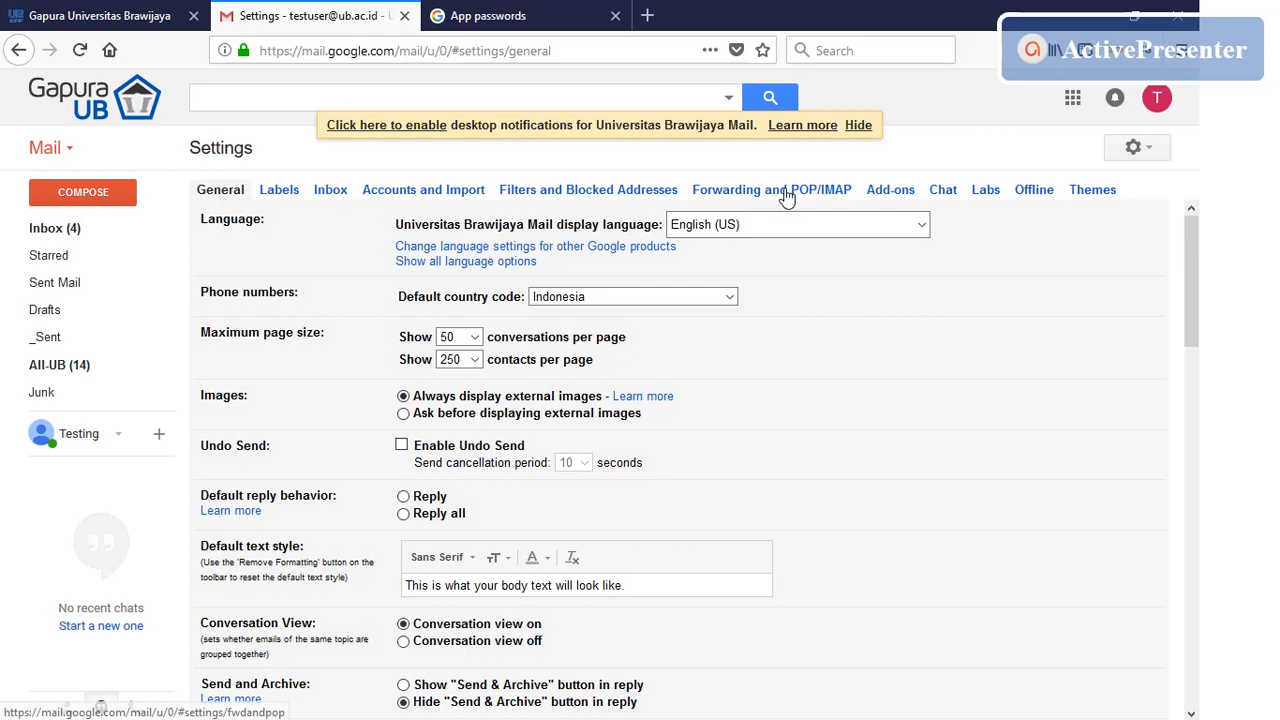 Gapura Universitas Brawijaya
Settings - testuser@ub.ac.id - U
App passwords
https://mail.google.com/mail/u/0/#settings/general
Search
ActivePresenter
Gapura
UB
T
Click here to enable desktop notifications for Universitas Brawijaya Mail. Learn more Hide
Mail
Settings
COMPOSE
General Labels Inbox Accounts and Import Filters and Blocked Addresses Forwarding and POP/IMAP Add-ons Chat Labs Offline Themes
Inbox (4)
Starred
Sent Mail
Drafts
_Sent
All-UB (14)
Junk
Testing
No recent chats
Start a new one
Language:
Universitas Brawijaya Mail display language: English (US)
Change language settings for other Google products
Show all language options
Phone numbers:
Default country code: Indonesia
Maximum page size:
Show 50 conversations per page
Show 250 contacts per page
Images:
Always display external images - Learn more
Ask before displaying external images
Undo Send:
Enable Undo Send
Send cancellation period: 10 seconds
Default reply behavior:
Learn more
Reply
Reply all
Default text style:
(Use the 'Remove Formatting' button on the
toolbar to reset the default text style)
Sans Serif
This is what your body text will look like.
Conversation View:
(sets whether emails of the same topic are
grouped together)
Conversation view on
Conversation view off
Send and Archive:
Learn more
Show "Send & Archive" button in reply
Hide "Send & Archive" button in reply
https://mail.google.com/mail/u/0/#settings/fwdandpop